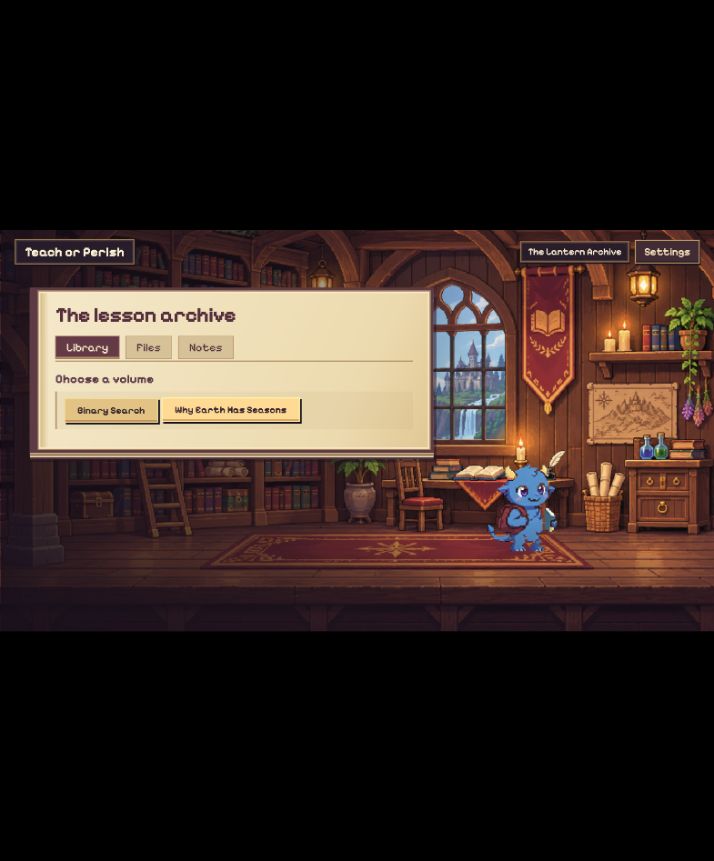 Teach or Perish
The Lantern Archive
Settings
The lesson archive
Library
Files
Notes
Choose a volume
Binary Search
Why Earth Has Seasons